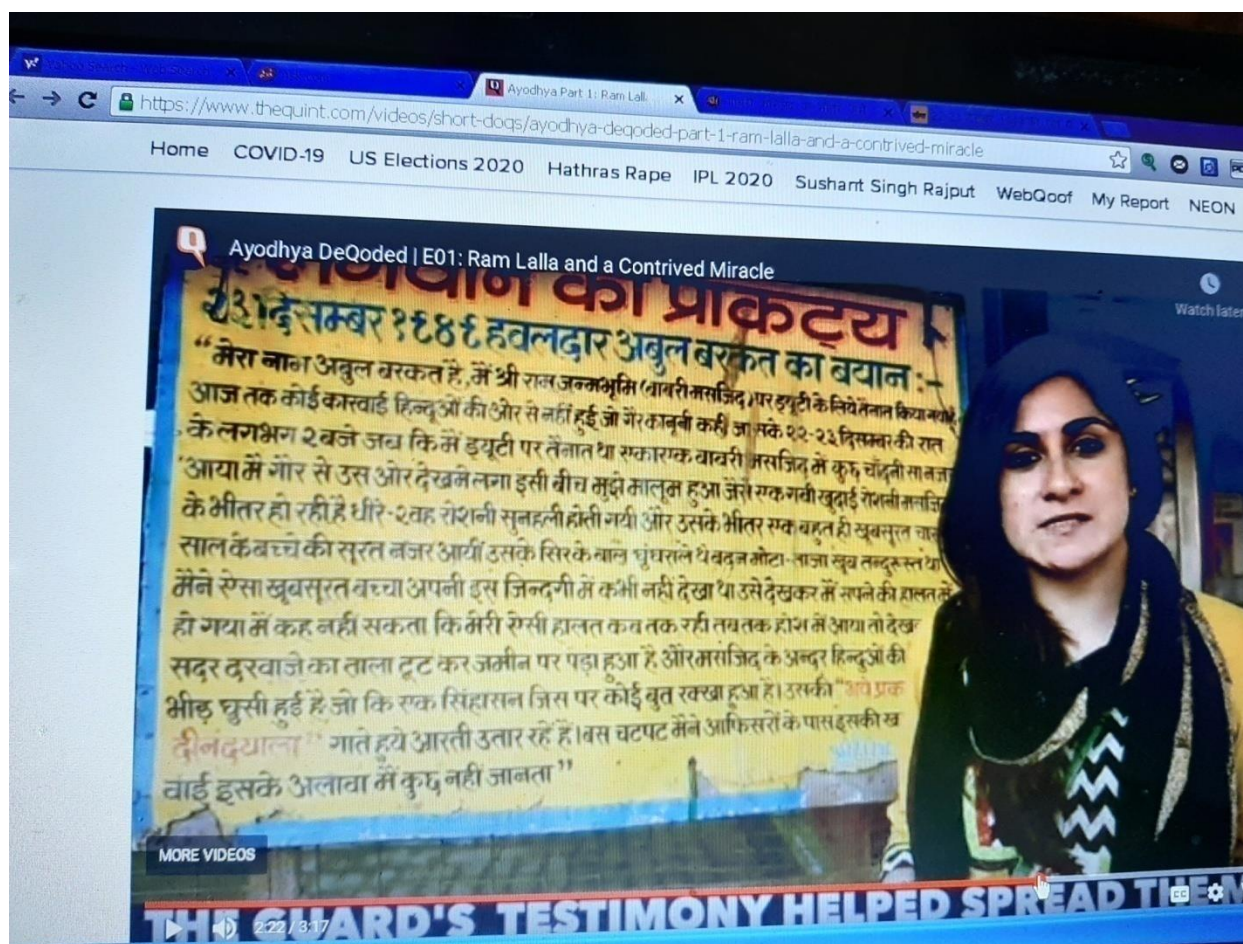 Ayodhya Part 1: Ram Lall
https://www.thequint.com/videos/short-doqs/ayodhya-deqoded-part-1-ram-lalla-and-a-contrived-miracle
Home COVID-19 US Elections 2020 Hathras Rape IPL 2020 Sushant Singh Rajput WebQoof My Report NEON
Ayodhya DeQoded | E01: Ram Lalla and a Contrived Miracle
Watch later
का प्राकट्य
२३ दिसम्बर १९४९ हवलदार अबुल बरकत का बयान :-
“मेरा नाम अबुल बरकत है, में श्री राम जन्मभूमि (बाबरी मसजिद) पर ड्यूटी के लिये तैनात किया गया
आज तक कोई कारवाई हिन्दूओं की ओर से नहीं हुई जो गैर कानूनी कही जा सके २२-२३ दिसम्बर की रात
के लगभग २ बजे जब कि में ड्यूटी पर तैनात था एकाएक बाबरी मसजिद में कुछ चाँदनी सा
आया मै गौर से उस ओर देखने लगा इसी बीच मुझे मालूम हुआ जैसे एक गबी खुदाई रोशनी
के भीतर हो रही है धीरे-२ वह रोशनी सुनहली होती गयी और उसके भीतर एक बहुत ही खूबसूरत
साल के बच्चे की सूरत नजर आयी उसके सिर के बाल घुंघराले थे बदन मोटा-ताजा खूब तन्दुरूस्त था
मैने ऐसा खूबसूरत बच्चा अपनी इस जिन्दगी में कभी नही देखा था उसे देखकर में सपने की हालत में
हो गया में कह नहीं सकता कि मेरी ऐसी हालत कब तक रही तब तक होश में आया तो
सदर दरवाजे का ताला टूट कर जमीन पर पड़ा हुआ है और मसजिद के अन्दर हिन्दूओं की
भीड़ घुसी हुई है जो कि एक सिंहासन जिस पर कोई बुत रक्खा हुआ है। उसकी
दीनदयाला” गाते हुये आरती उतार रहें हैं। बस चटपट मैने आफिसरों के पास इसकी
वाई इसके अलावा में कुछ नही जानता”
MORE VIDEOS
THE GUARD'S TESTIMONY HELPED SPREAD
2:22 / 3:17